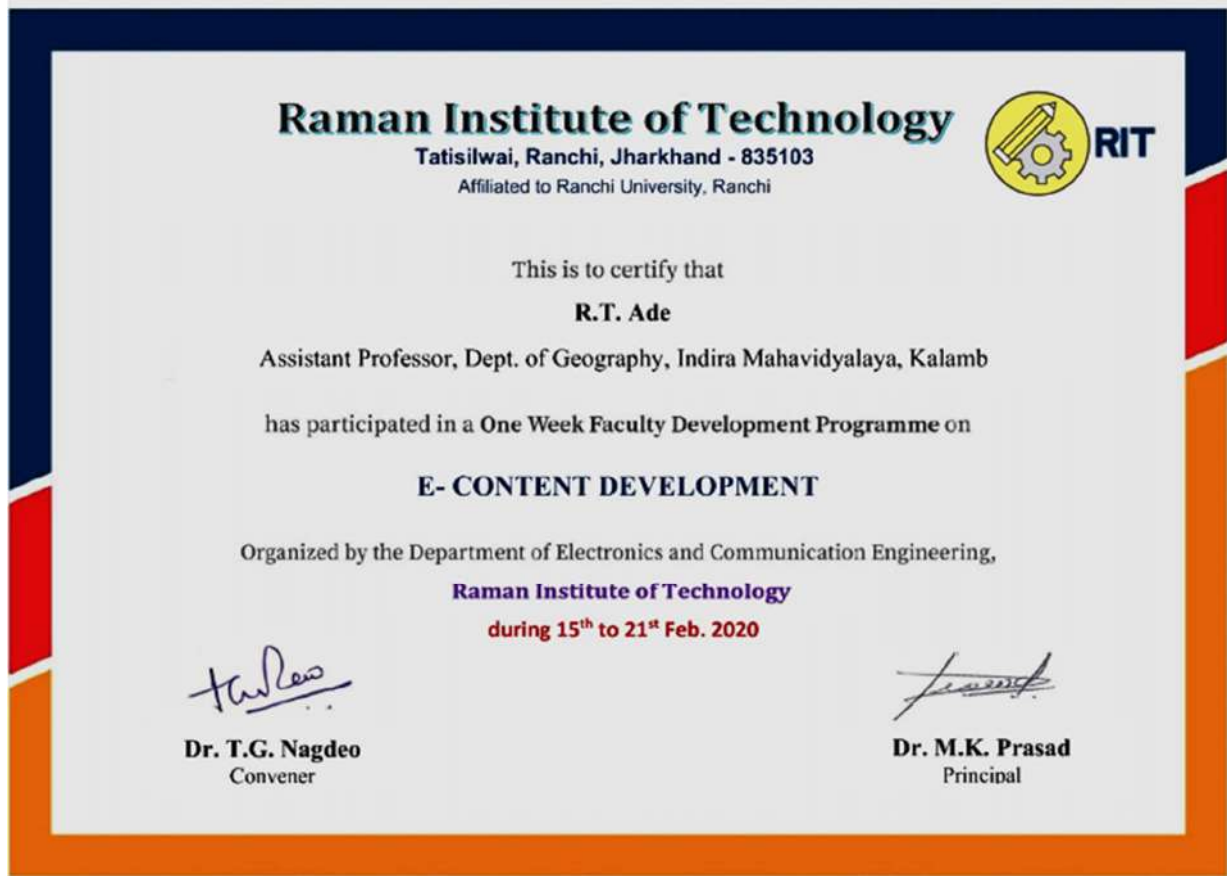 Raman Institute of Technology
RIT
Tatisilwai, Ranchi, Jharkhand - 835103
Affiliated to Ranchi University, Ranchi
This is to certify that
R.T. Ade
Assistant Professor, Dept. of Geography, Indira Mahavidyalaya, Kalamb
has participated in a One Week Faculty Development Programme on
E- CONTENT DEVELOPMENT
Organized by the Department of Electronics and Communication Engineering,
Raman Institute of Technology
during 15th to 21st Feb. 2020
Dr. T.G. Nagdeo
Convener
Dr. M.K. Prasad
Principal